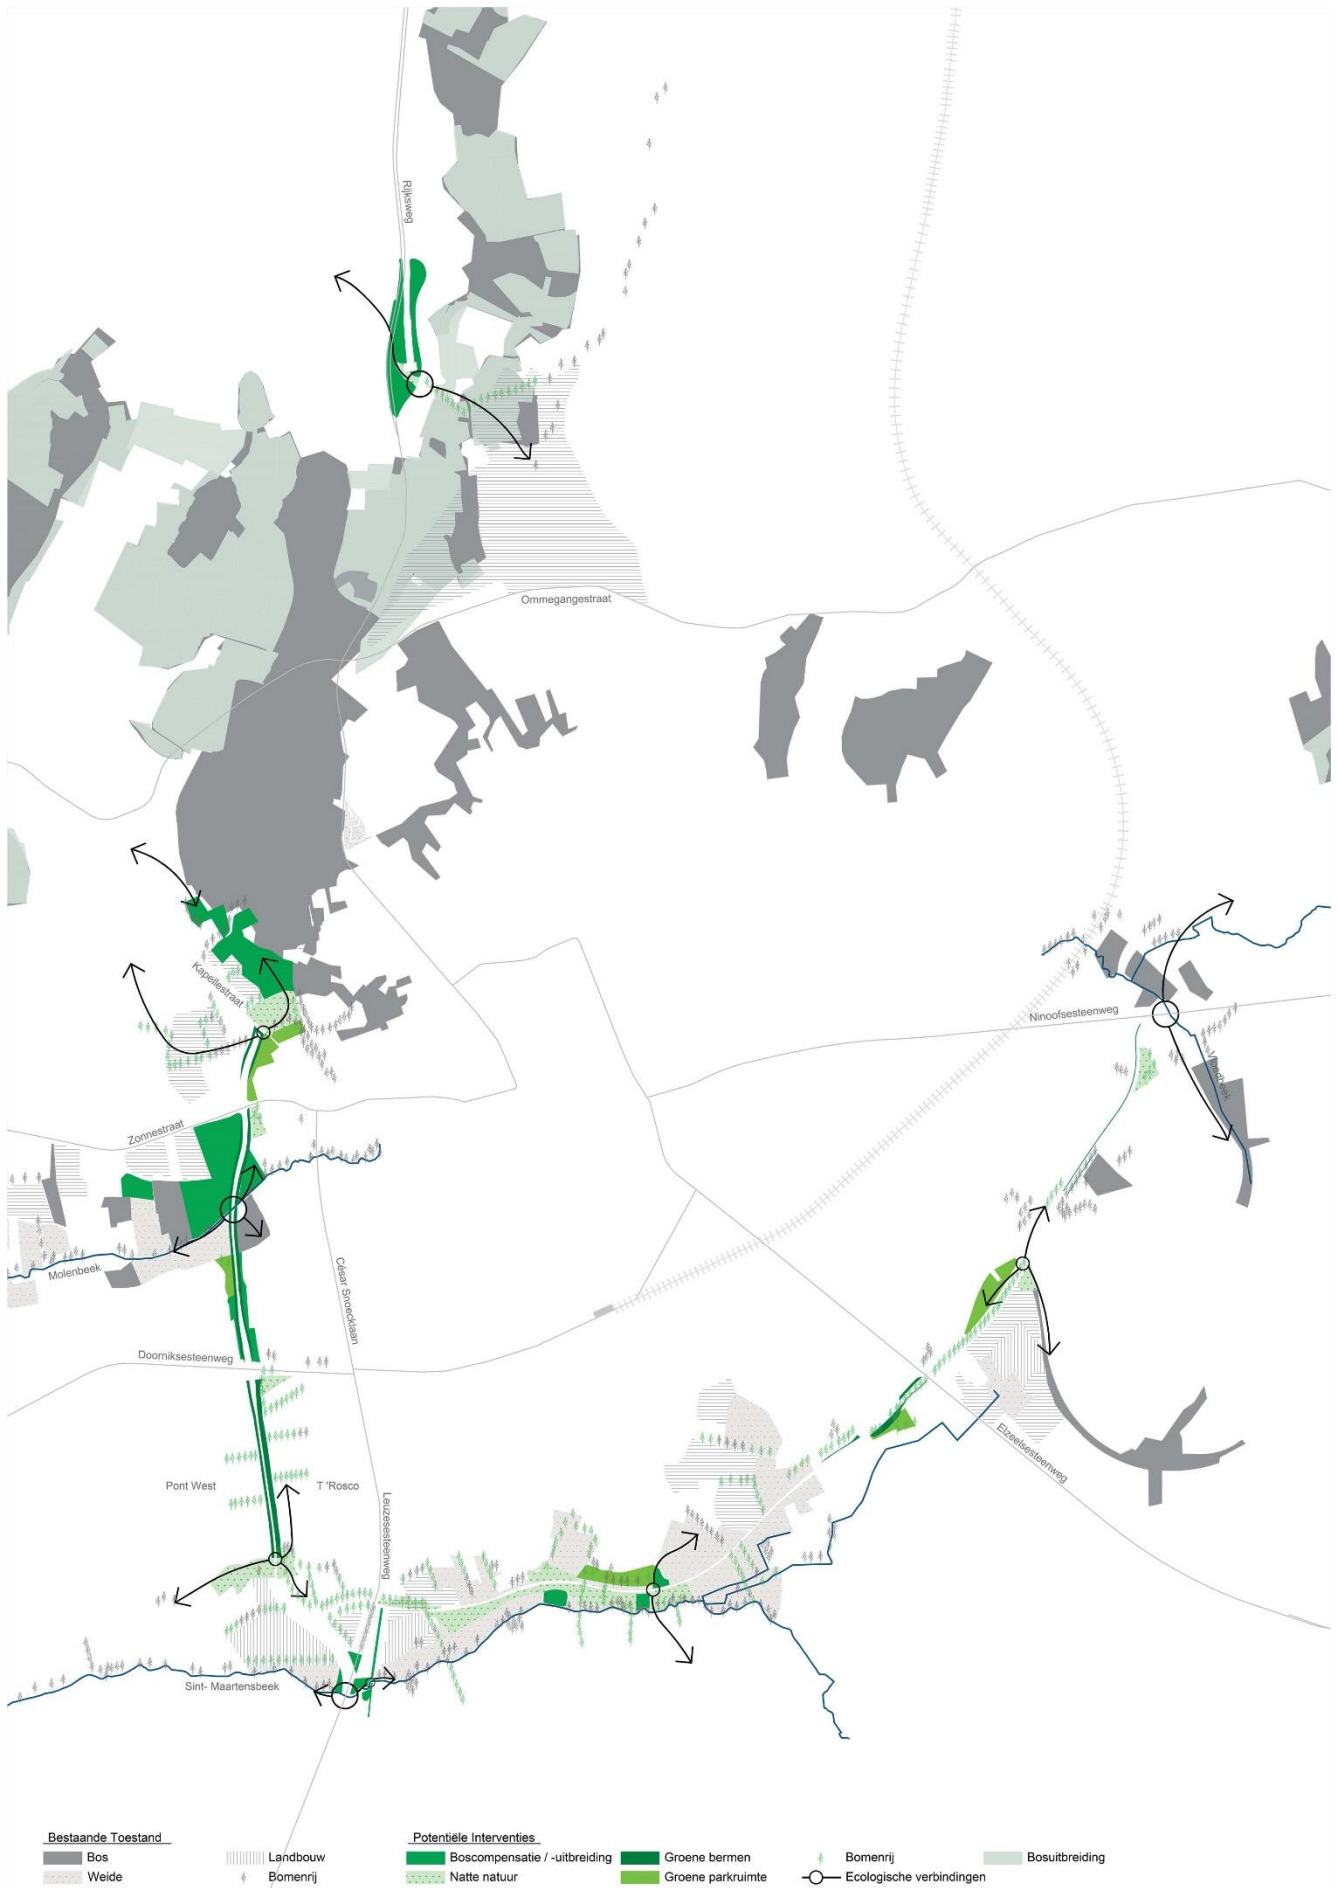 Rijksweg
Ommegangestraat
Kapellestraat
Ninoofsesteenweg
Vloedbeek
Zonnestraat
Molenbeek
César Snoecklaan
Doorniksesteenweg
Elzeelsesteenweg
Pont West
T 'Rosco
Leuzesesteenweg
Sint- Maartensbeek
Bestaande Toestand
Bos
Landbouw
Weide
Bomenrij
Potentiële Interventies
Boscompensatie / -uitbreiding
Groene bermen
Bomenrij
Bosuitbreiding
Natte natuur
Groene parkruimte
Ecologische verbindingen